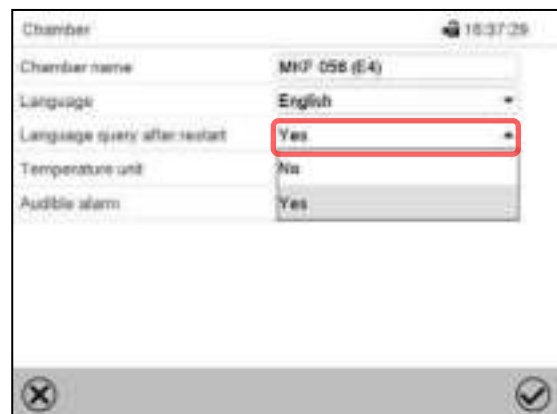 Chamber 16:37:29
Chamber name MKF 056 (E4)
Language English
Language query after restart Yes
Temperature unit No
Audible alarm Yes